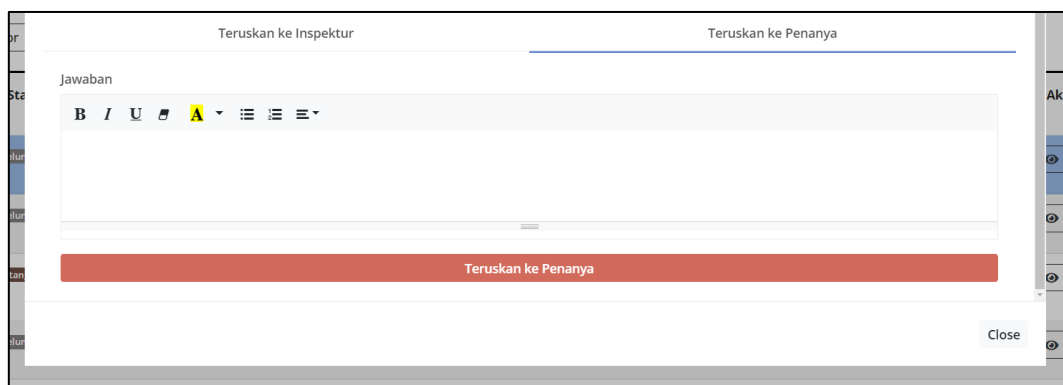 Teruskan ke Inspektur
Teruskan ke Penanya
Jawaban
B I U A
Teruskan ke Penanya
Close